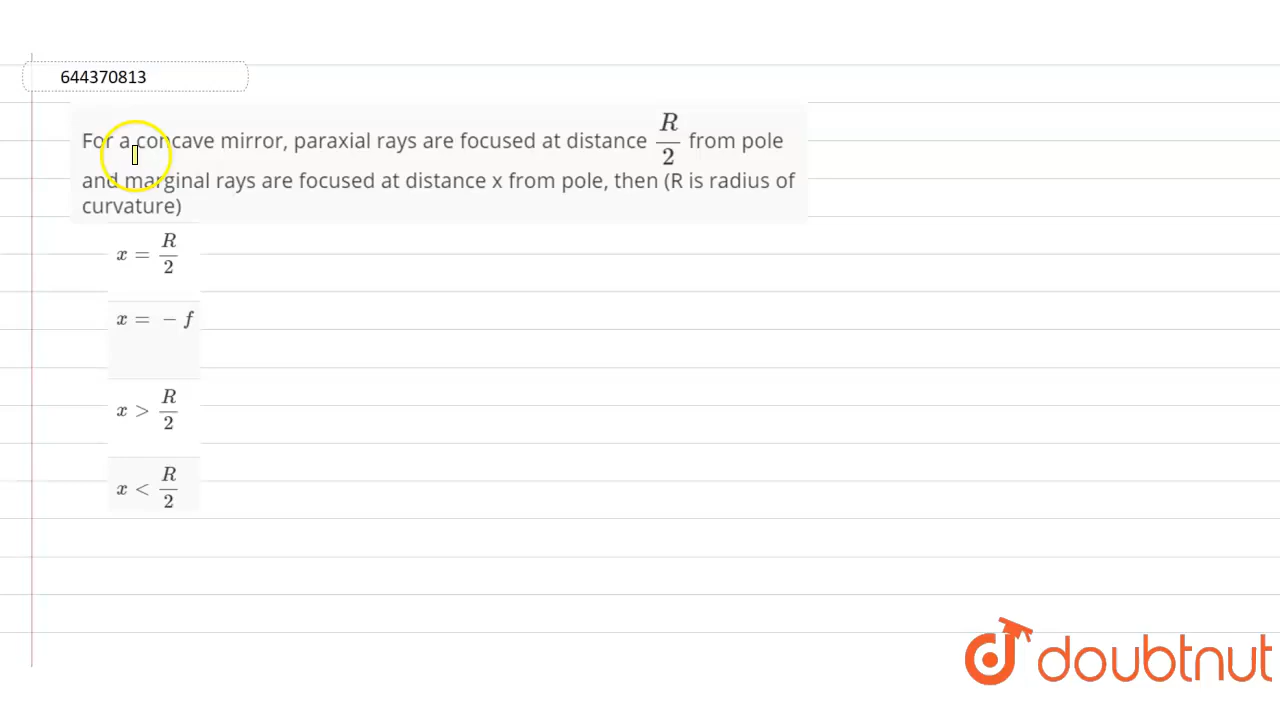 644370813
For a concave mirror, paraxial rays are focused at distance R/2 from pole
and marginal rays are focused at distance x from pole, then (R is radius of
curvature)
x = R/2
x = − f
x > R/2
x < R/2
doubtnut